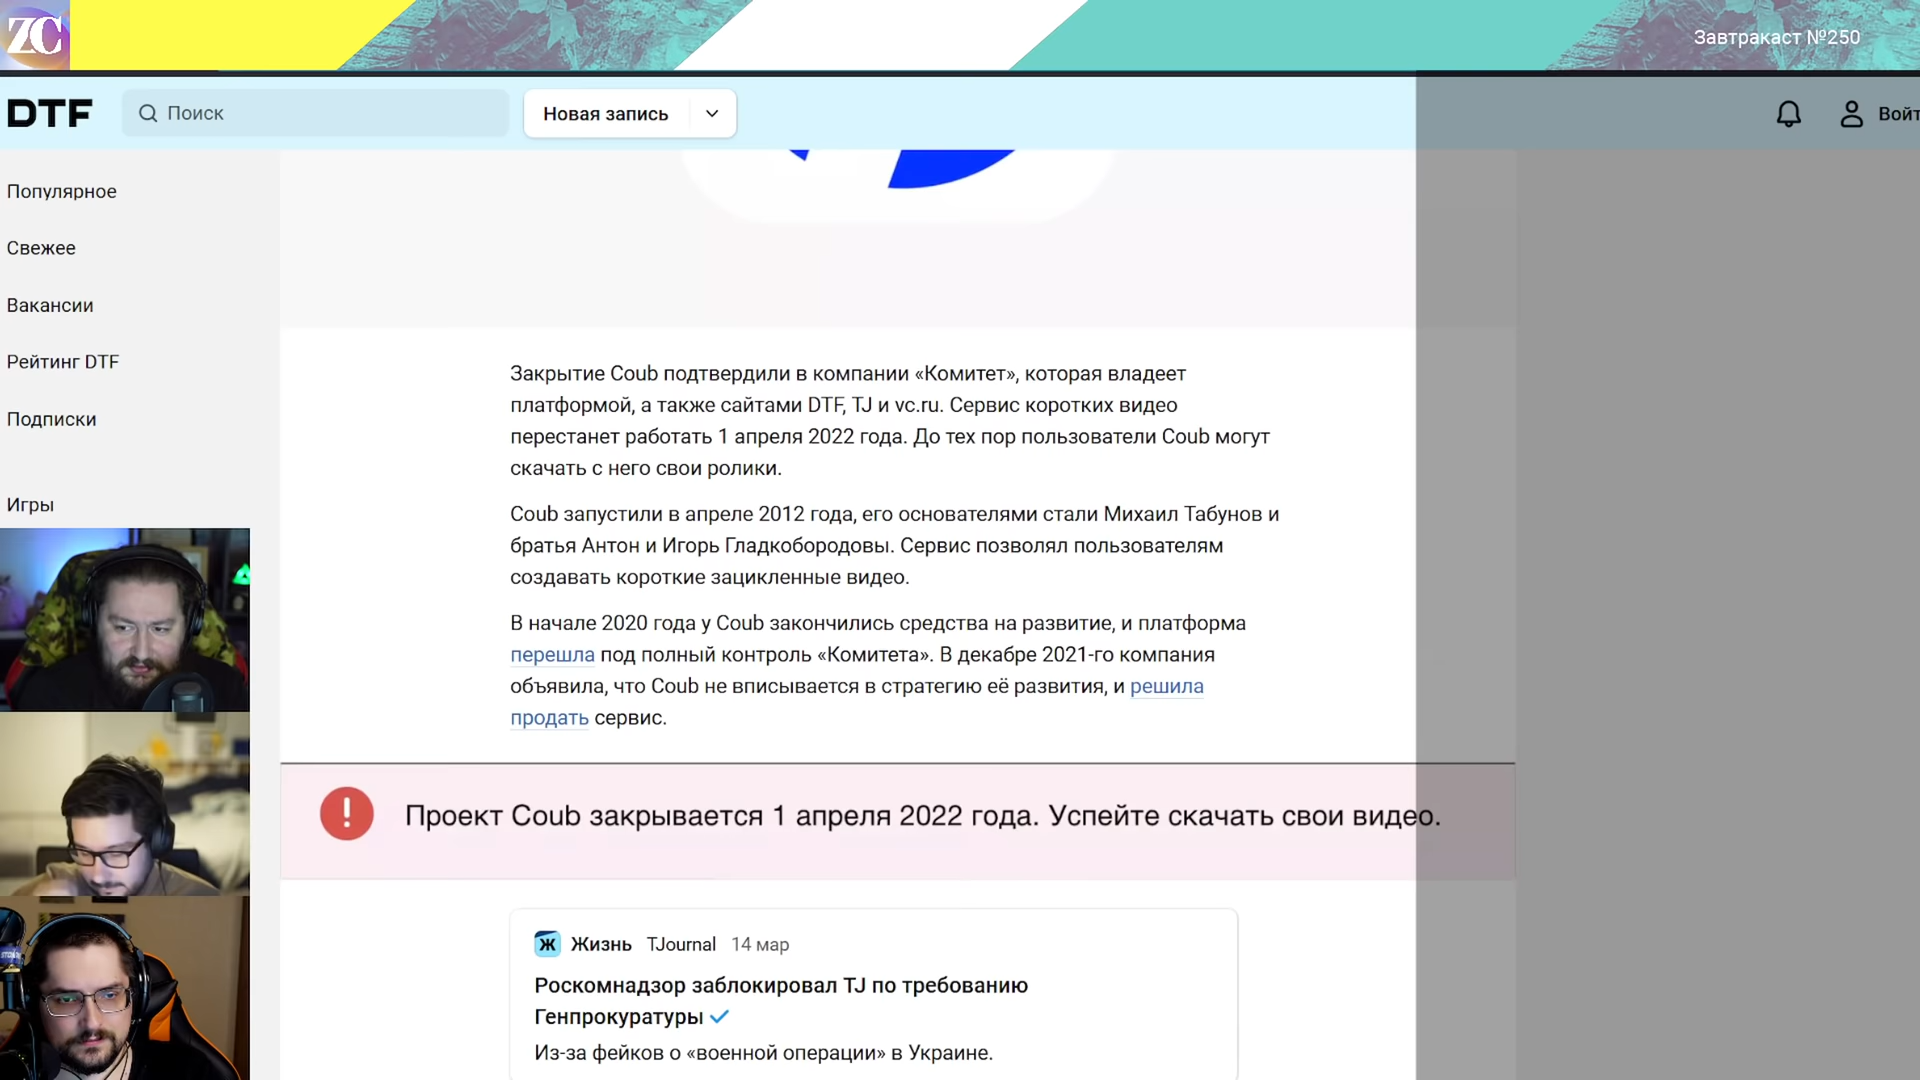 ZC
Завтракаст №250
DTF
Поиск
Новая запись
Войт
Популярное
Свежее
Вакансии
Рейтинг DTF
Подписки
Игры
Закрытие Coub подтвердили в компании «Комитет», которая владеет
платформой, а также сайтами DTF, TJ и vc.ru. Сервис коротких видео
перестанет работать 1 апреля 2022 года. До тех пор пользователи Coub могут
скачать с него свои ролики.
Coub запустили в апреле 2012 года, его основателями стали Михаил Табунов и
братья Антон и Игорь Гладкобородовы. Сервис позволял пользователям
создавать короткие зацикленные видео.
В начале 2020 года у Coub закончились средства на развитие, и платформа
перешла под полный контроль «Комитета». В декабре 2021-го компания
объявила, что Coub не вписывается в стратегию её развития, и решила
продать сервис.
Проект Coub закрывается 1 апреля 2022 года. Успейте скачать свои видео.
Ж Жизнь TJournal 14 мар
Роскомнадзор заблокировал TJ по требованию
Генпрокуратуры
Из-за фейков о «военной операции» в Украине.